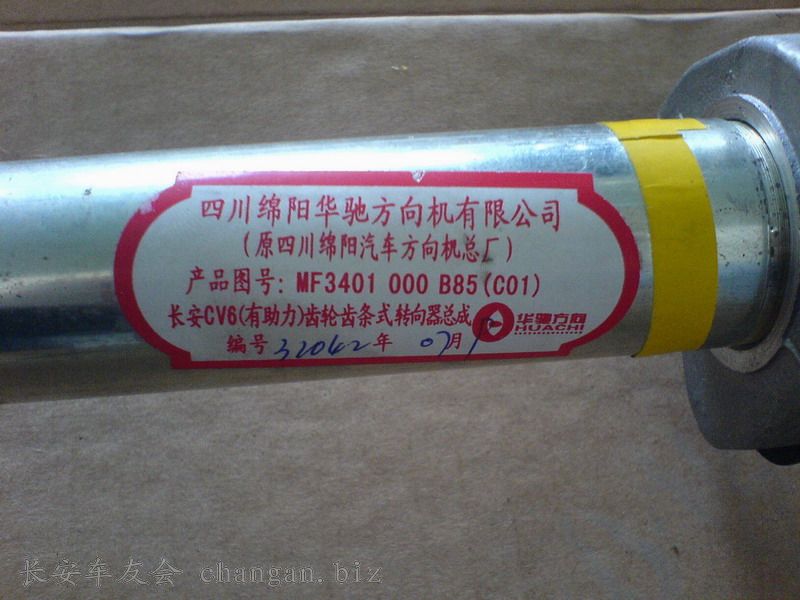 四川绵阳华驰方向机有限公司
(原四川绵阳汽车方向机总厂)
产品图号: MF3401 000 B85(C01)
长安CV6(有助力)齿轮齿条式转向器总成
华驰方向
HUACHI
编号 32042 年 07月
长安车友会 changan.biz